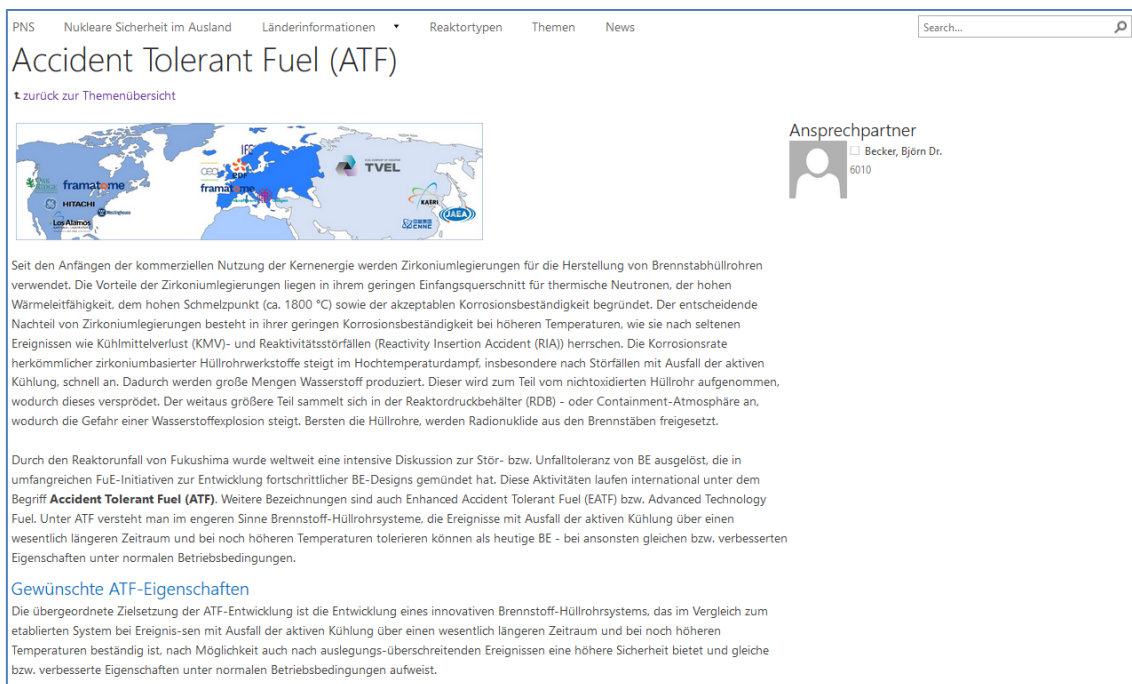 PNS Nukleare Sicherheit im Ausland Länderinformationen Reaktortypen Themen News Search...
Accident Tolerant Fuel (ATF)
zurück zur Themenübersicht
framatome
HITACHI
Westinghouse
Los Alamos
IFE
EDF
framatome
TVEL
KAERI
JAEA
CNNC
Ansprechpartner
Becker, Björn Dr.
6010
Seit den Anfängen der kommerziellen Nutzung der Kernenergie werden Zirkoniumlegierungen für die Herstellung von Brennstabhüllrohren
verwendet. Die Vorteile der Zirkoniumlegierungen liegen in ihrem geringen Einfangsquerschnitt für thermische Neutronen, der hohen
Wärmeleitfähigkeit, dem hohen Schmelzpunkt (ca. 1800 °C) sowie der akzeptablen Korrosionsbeständigkeit begründet. Der entscheidende
Nachteil von Zirkoniumlegierungen besteht in ihrer geringen Korrosionsbeständigkeit bei höheren Temperaturen, wie sie nach seltenen
Ereignissen wie Kühlmittelverlust (KMV)- und Reaktivitätsstörfällen (Reactivity Insertion Accident (RIA)) herrschen. Die Korrosionsrate
herkömmlicher zirkoniumbasierter Hüllrohrwerkstoffe steigt im Hochtemperaturdampf, insbesondere nach Störfällen mit Ausfall der aktiven
Kühlung, schnell an. Dadurch werden große Mengen Wasserstoff produziert. Dieser wird zum Teil vom nichtoxidierten Hüllrohr aufgenommen,
wodurch dieses versprödet. Der weitaus größere Teil sammelt sich in der Reaktordruckbehälter (RDB) - oder Containment-Atmosphäre an,
wodurch die Gefahr einer Wasserstoffexplosion steigt. Bersten die Hüllrohre, werden Radionuklide aus den Brennstäben freigesetzt.
Durch den Reaktorunfall von Fukushima wurde weltweit eine intensive Diskussion zur Stör- bzw. Unfalltoleranz von BE ausgelöst, die in
umfangreichen FuE-Initiativen zur Entwicklung fortschrittlicher BE-Designs gemündet hat. Diese Aktivitäten laufen international unter dem
Begriff Accident Tolerant Fuel (ATF). Weitere Bezeichnungen sind auch Enhanced Accident Tolerant Fuel (EATF) bzw. Advanced Technology
Fuel. Unter ATF versteht man im engeren Sinne Brennstoff-Hüllrohrsysteme, die Ereignisse mit Ausfall der aktiven Kühlung über einen
wesentlich längeren Zeitraum und bei noch höheren Temperaturen tolerieren können als heutige BE - bei ansonsten gleichen bzw. verbesserten
Eigenschaften unter normalen Betriebsbedingungen.
Gewünschte ATF-Eigenschaften
Die übergeordnete Zielsetzung der ATF-Entwicklung ist die Entwicklung eines innovativen Brennstoff-Hüllrohrsystems, das im Vergleich zum
etablierten System bei Ereignis-sen mit Ausfall der aktiven Kühlung über einen wesentlich längeren Zeitraum und bei noch höheren
Temperaturen beständig ist, nach Möglichkeit auch nach auslegungs-überschreitenden Ereignissen eine höhere Sicherheit bietet und gleiche
bzw. verbesserte Eigenschaften unter normalen Betriebsbedingungen aufweist.